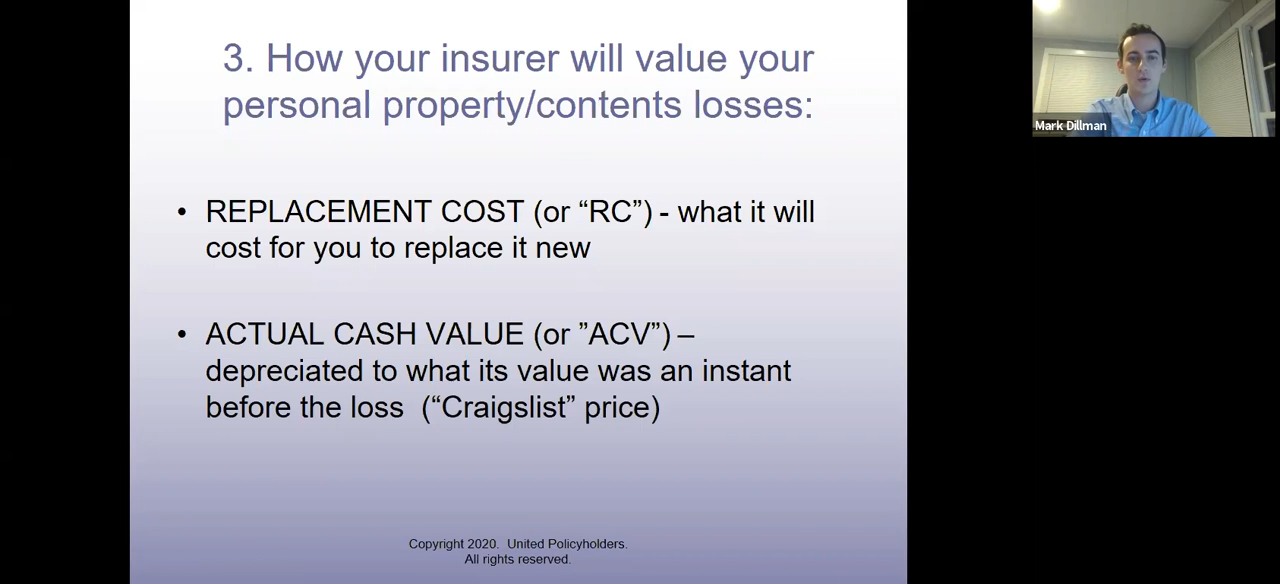 3. How your insurer will value your
personal property/contents losses:
• REPLACEMENT COST (or “RC”) - what it will
cost for you to replace it new
• ACTUAL CASH VALUE (or ”ACV”) –
depreciated to what its value was an instant
before the loss (“Craigslist” price)
Copyright 2020. United Policyholders.
All rights reserved.
Mark Dillman